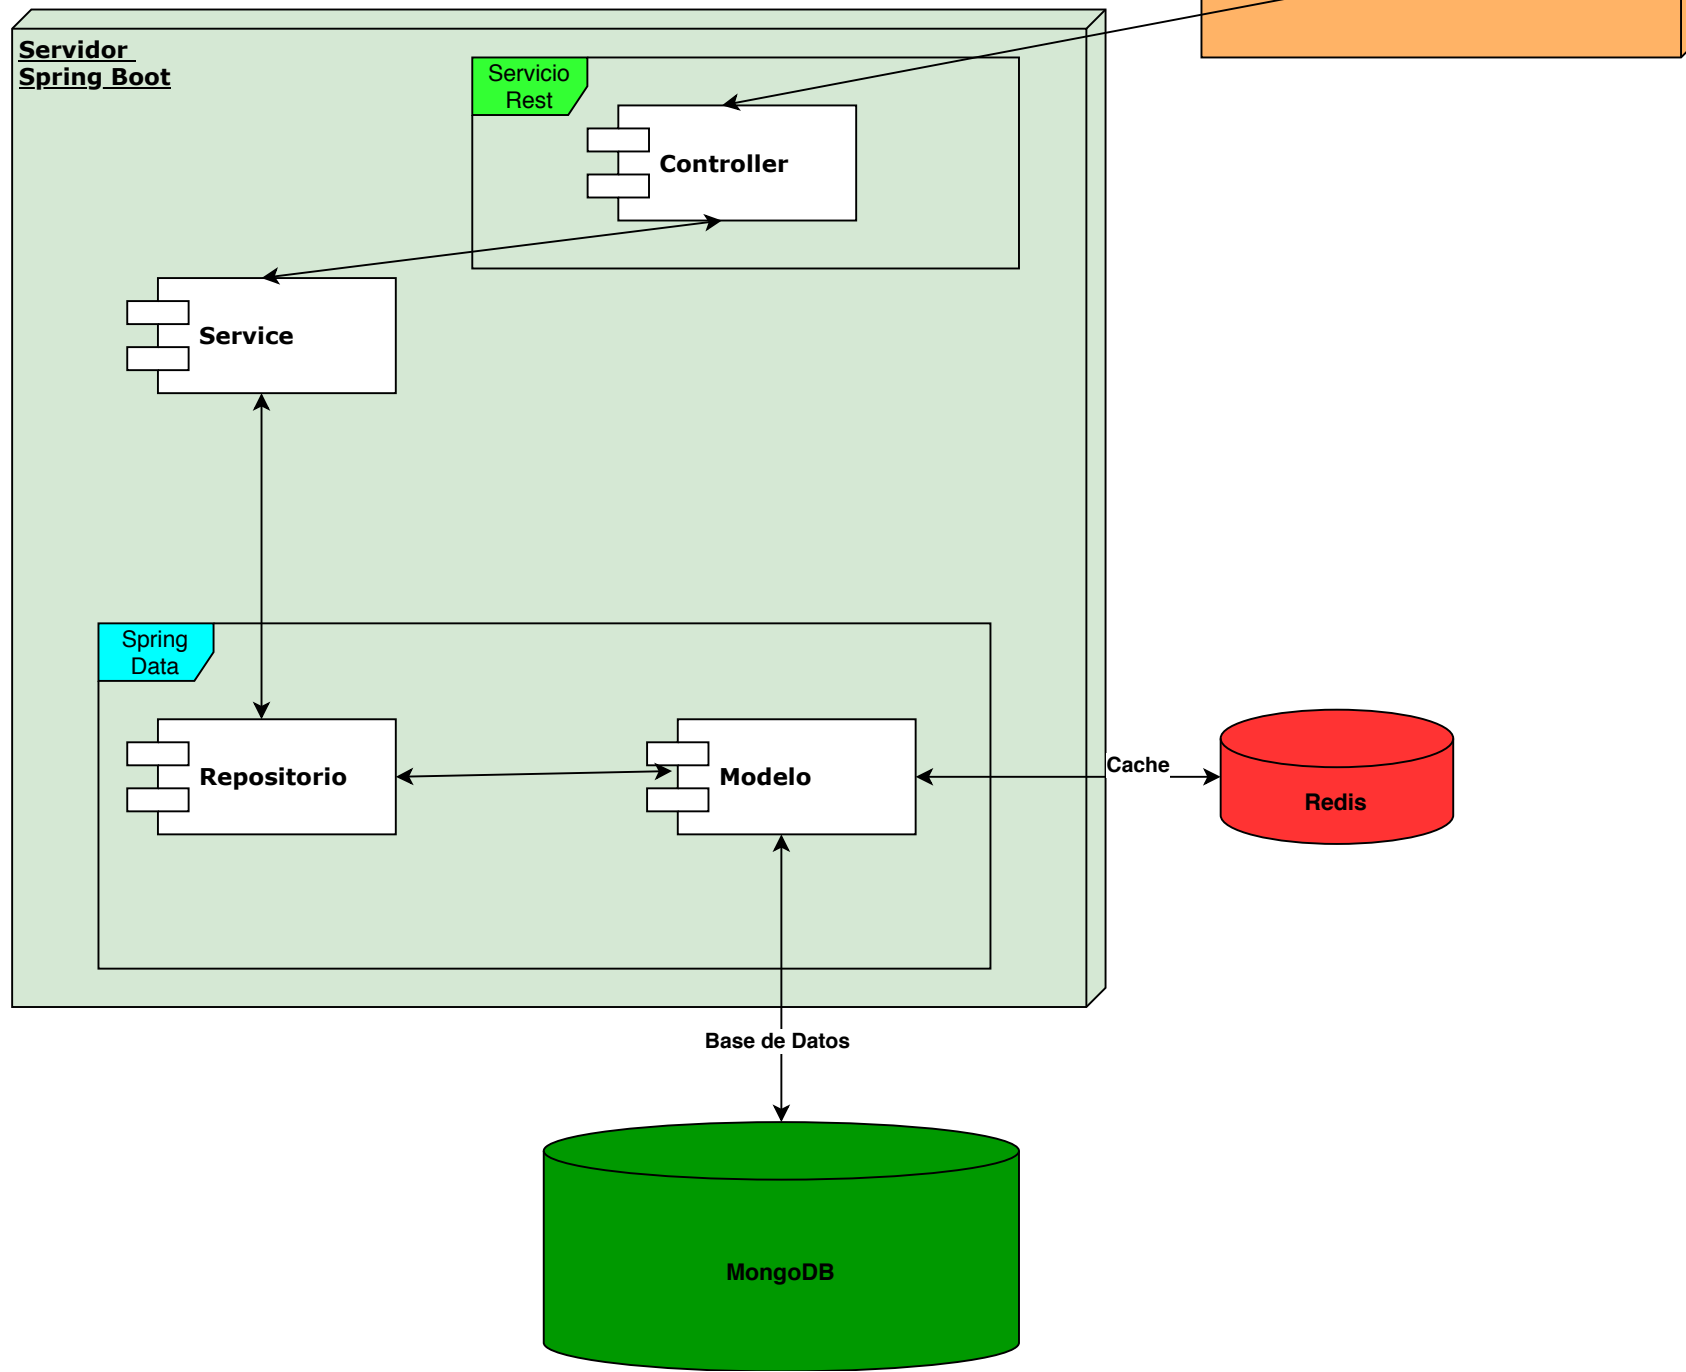 Servidor
Spring Boot
Servicio
Rest
Controller
Service
Spring
Data
Repositorio
Modelo
Cache
Redis
Base de Datos
MongoDB